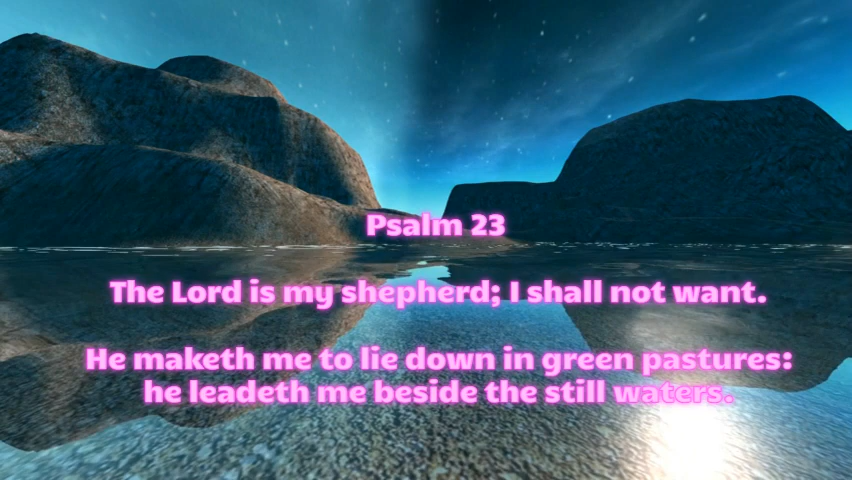 Psalm 23
The Lord is my shepherd; I shall not want.
He maketh me to lie down in green pastures:
he leadeth me beside the still waters.